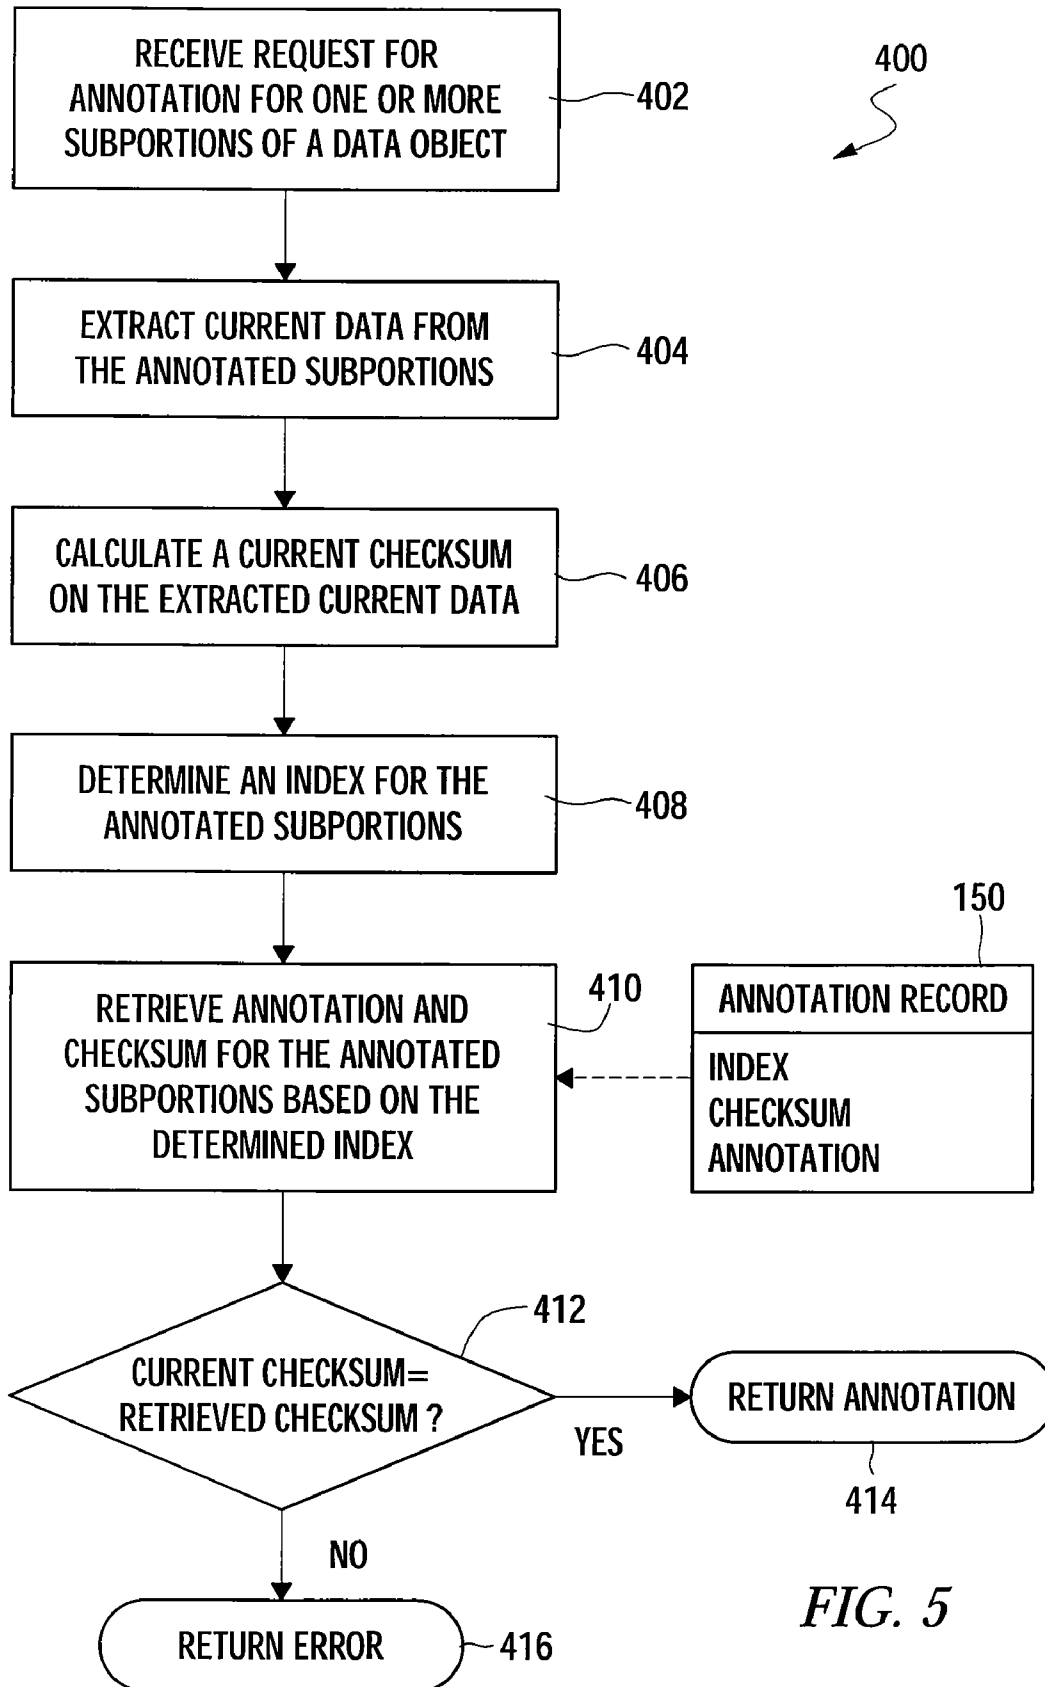 RECEIVE REQUEST FOR
ANNOTATION FOR ONE OR MORE
SUBPORTIONS OF A DATA OBJECT
402
400
EXTRACT CURRENT DATA FROM
THE ANNOTATED SUBPORTIONS
404
CALCULATE A CURRENT CHECKSUM
ON THE EXTRACTED CURRENT DATA
406
DETERMINE AN INDEX FOR THE
ANNOTATED SUBPORTIONS
408
RETRIEVE ANNOTATION AND
CHECKSUM FOR THE ANNOTATED
SUBPORTIONS BASED ON THE
DETERMINED INDEX
410
150
ANNOTATION RECORD
INDEX
CHECKSUM
ANNOTATION
CURRENT CHECKSUM=
RETRIEVED CHECKSUM ?
412
YES
RETURN ANNOTATION
414
NO
RETURN ERROR
416
FIG. 5